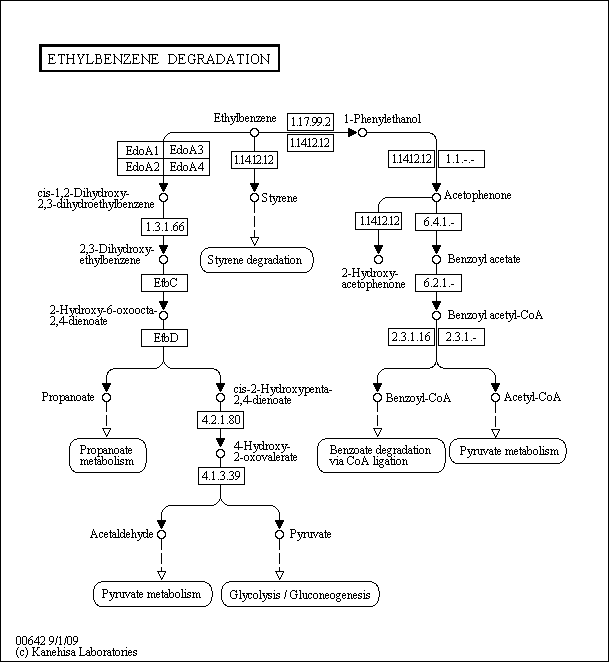 ETHYLBENZENE DEGRADATION
Ethylbenzene
1.17.99.2
1.14.12.12
1-Phenylethanol
EdoA1
EdoA3
EdoA2
EdoA4
1.14.12.12
1.14.12.12
1.1.-.-
cis-1,2-Dihydroxy-
2,3-dihydroethylbenzene
Styrene
Acetophenone
1.3.1.66
1.14.12.12
6.4.1.-
2,3-Dihydroxy-
ethylbenzene
Styrene degradation
2-Hydroxy-
acetophenone
Benzoyl acetate
EfbC
6.2.1.-
2-Hydroxy-6-oxoocta-
2,4-dienoate
Benzoyl acetyl-CoA
EfbD
2.3.1.16
2.3.1.-
Propanoate
cis-2-Hydroxypenta-
2,4-dienoate
Benzoyl-CoA
Acetyl-CoA
4.2.1.80
Propanoate
metabolism
4-Hydroxy-
2-oxovalerate
Benzoate degradation
via CoA ligation
Pyruvate metabolism
4.1.3.39
Acetaldehyde
Pyruvate
Pyruvate metabolism
Glycolysis / Gluconeogenesis
00642 9/1/09
(c) Kanehisa Laboratories